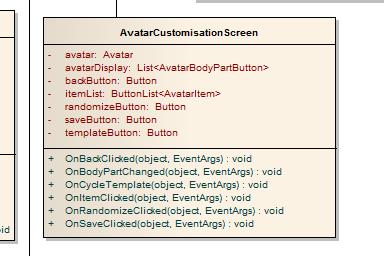 AvatarCustomisationScreen
- avatar: Avatar
- avatarDisplay: List<AvatarBodyPartButton>
- backButton: Button
- itemList: ButtonList<AvatarItem>
- randomizeButton: Button
- saveButton: Button
- templateButton: Button
+ OnBackClicked(object, EventArgs) : void
+ OnBodyPartChanged(object, EventArgs) : void
+ OnCycleTemplate(object, EventArgs) : void
+ OnItemClicked(object, EventArgs) : void
+ OnRandomizeClicked(object, EventArgs) : void
+ OnSaveClicked(object, EventArgs) : void